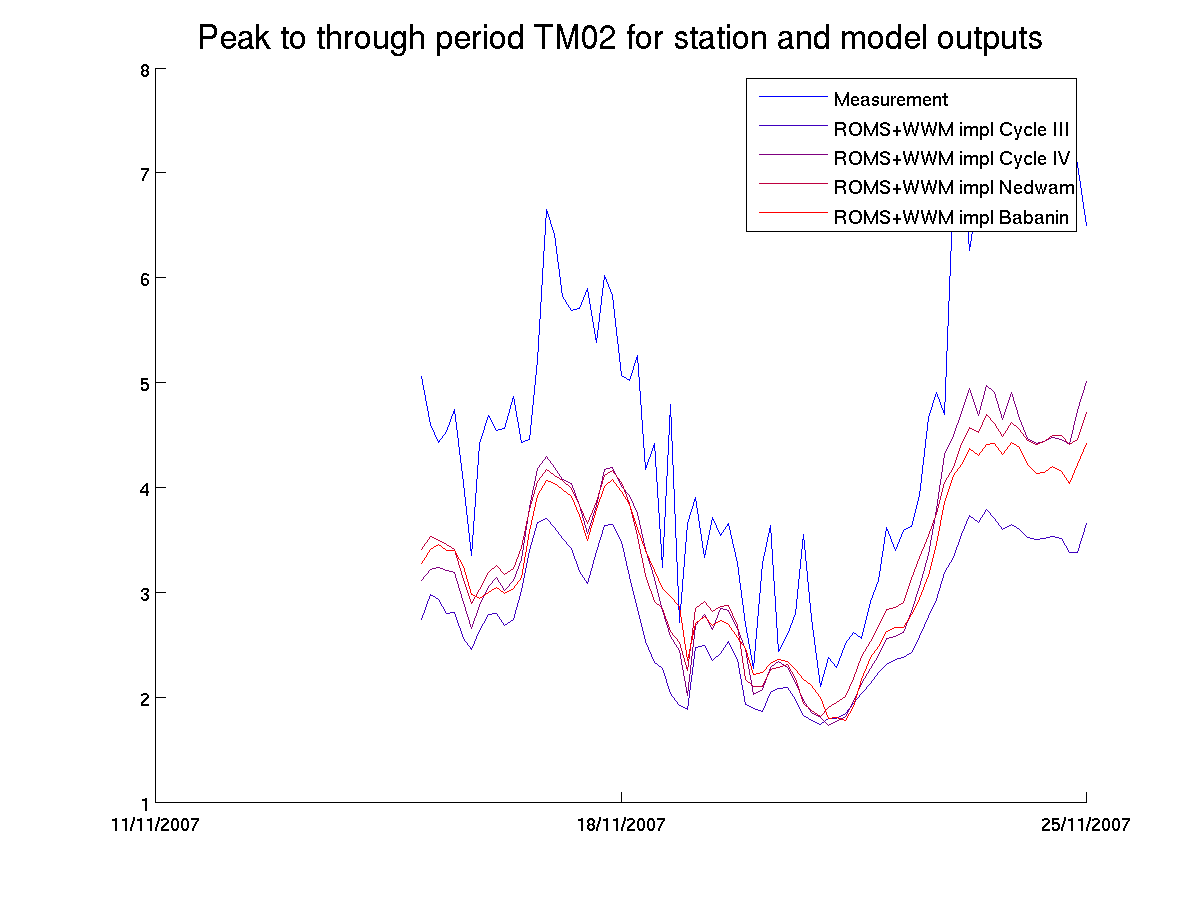 Peak to through period TM02 for station and model outputs
8
Measurement
ROMS+WWM impl Cycle III
ROMS+WWM impl Cycle IV
ROMS+WWM impl Nedwam
ROMS+WWM impl Babanin
7
6
5
4
3
2
1
11/11/2007 18/11/2007 25/11/2007